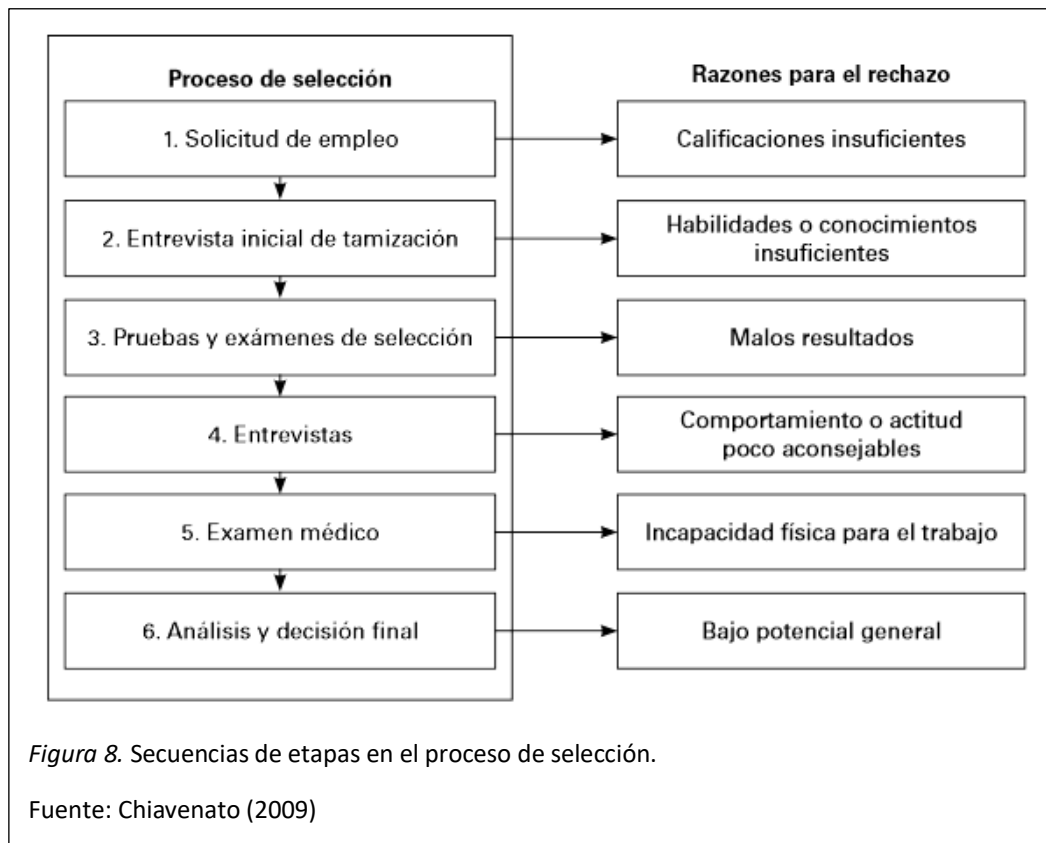 Proceso de selección
Razones para el rechazo
1. Solicitud de empleo
Calificaciones insuficientes
2. Entrevista inicial de tamización
Habilidades o conocimientos
insuficientes
3. Pruebas y exámenes de selección
Malos resultados
4. Entrevistas
Comportamiento o actitud
poco aconsejables
5. Examen médico
Incapacidad física para el trabajo
6. Análisis y decisión final
Bajo potencial general
Figura 8. Secuencias de etapas en el proceso de selección.
Fuente: Chiavenato (2009)